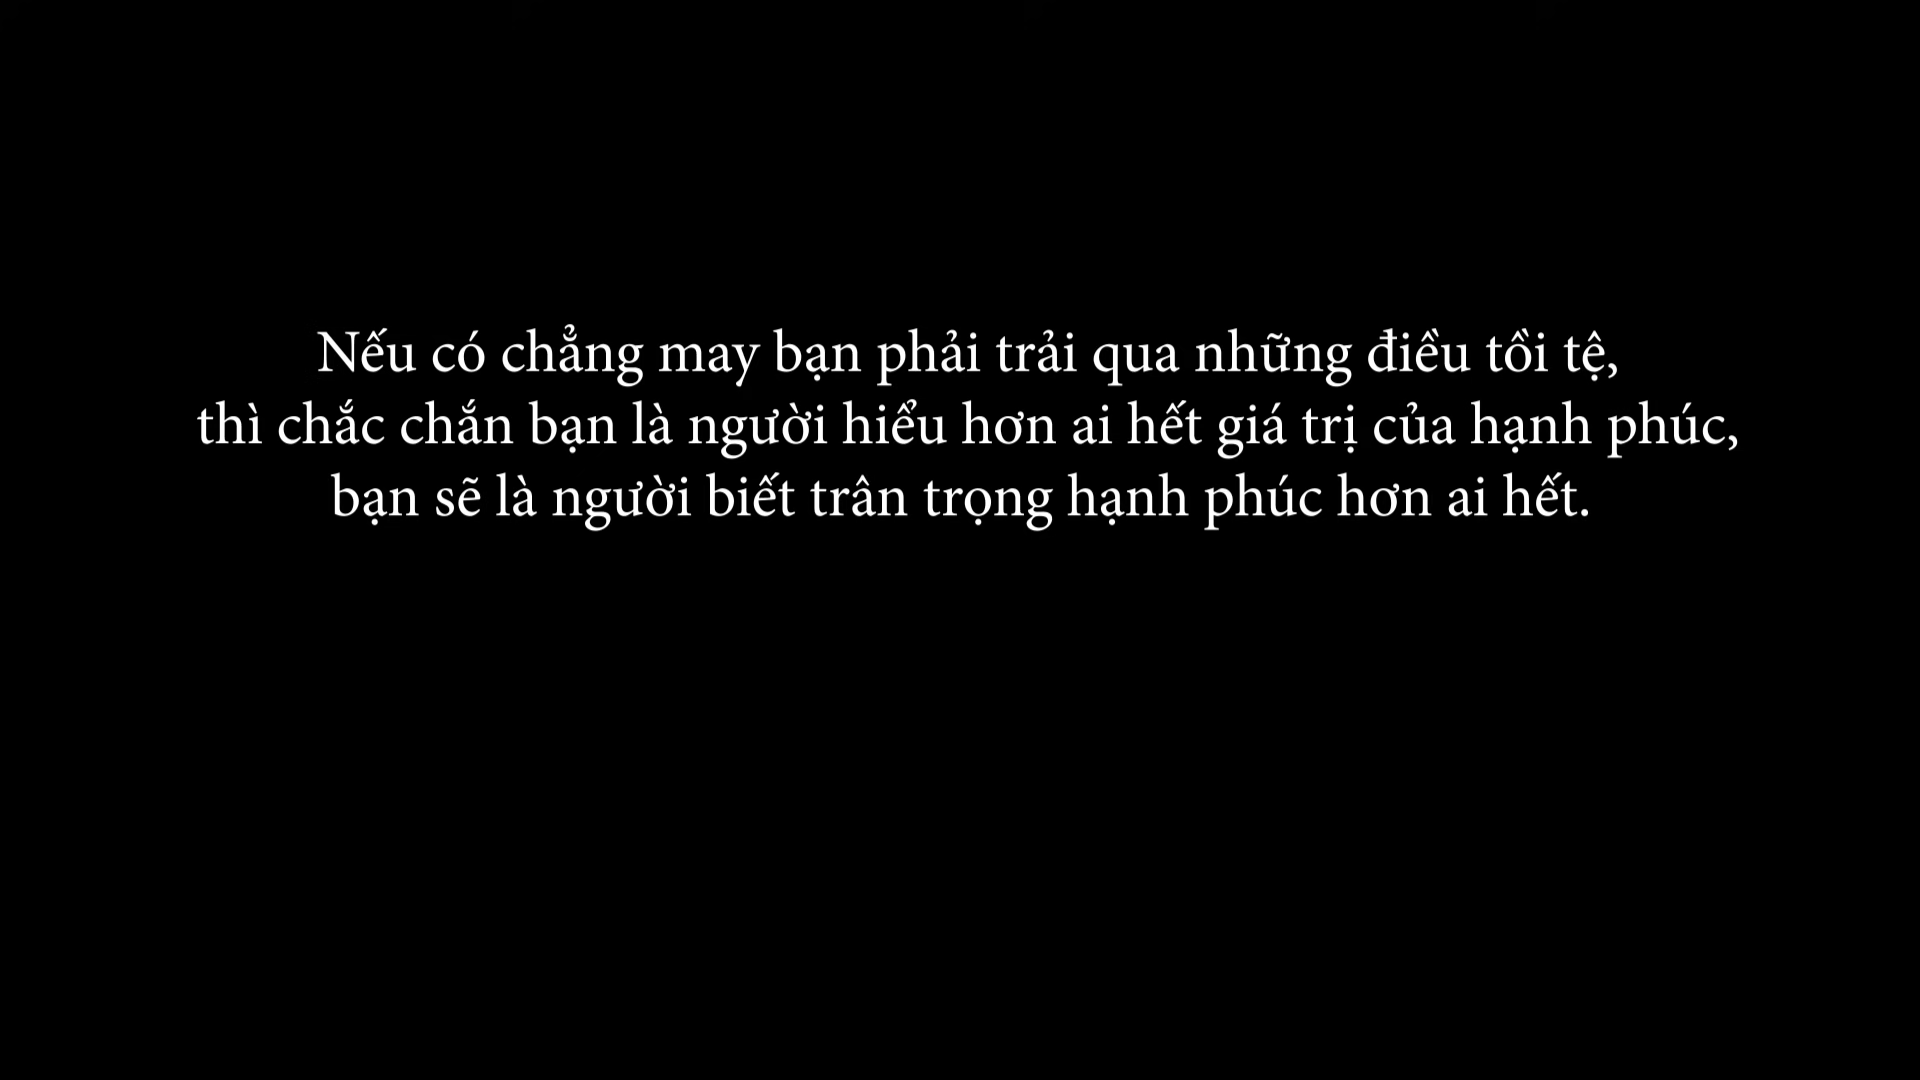 Nếu có chẳng may bạn phải trải qua những điều tồi tệ,
thì chắc chắn bạn là người hiểu hơn ai hết giá trị của hạnh phúc,
bạn sẽ là người biết trân trọng hạnh phúc hơn ai hết.